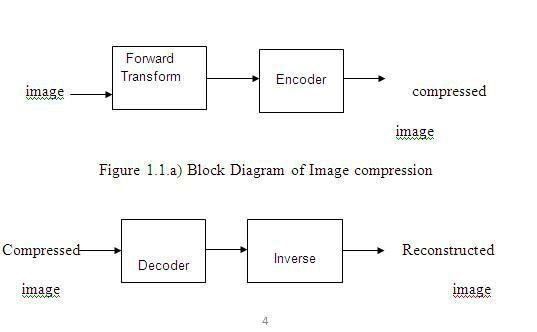 Forward
Transform
Encoder
image
compressed
image
Figure 1.1.a) Block Diagram of Image compression
Compressed
Decoder
Inverse
Reconstructed
image
image
4